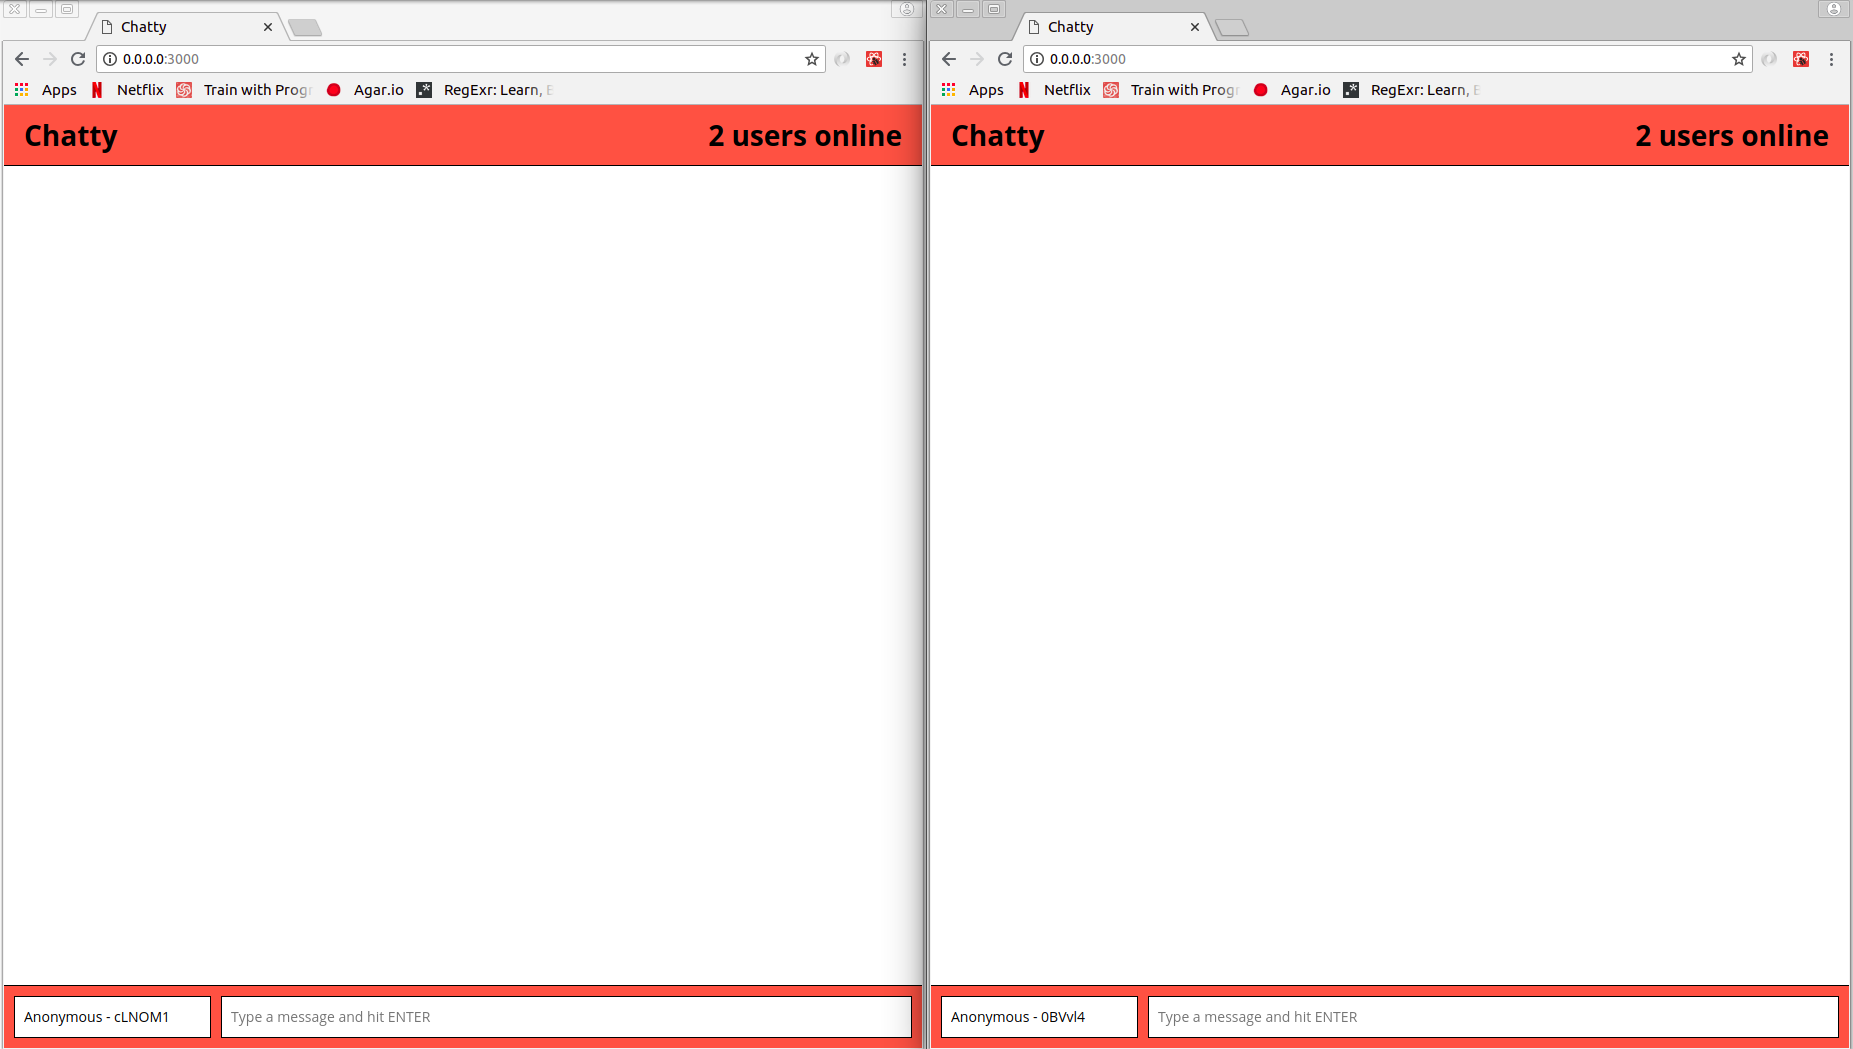 Chatty
0.0.0.0:3000
Apps Netflix Train with Progr Agar.io RegExr: Learn, E
Chatty 2 users online
Anonymous - cLNOM1 Type a message and hit ENTER
Chatty
0.0.0.0:3000
Apps Netflix Train with Progr Agar.io RegExr: Learn, E
Chatty 2 users online
Anonymous - 0BVvl4 Type a message and hit ENTER